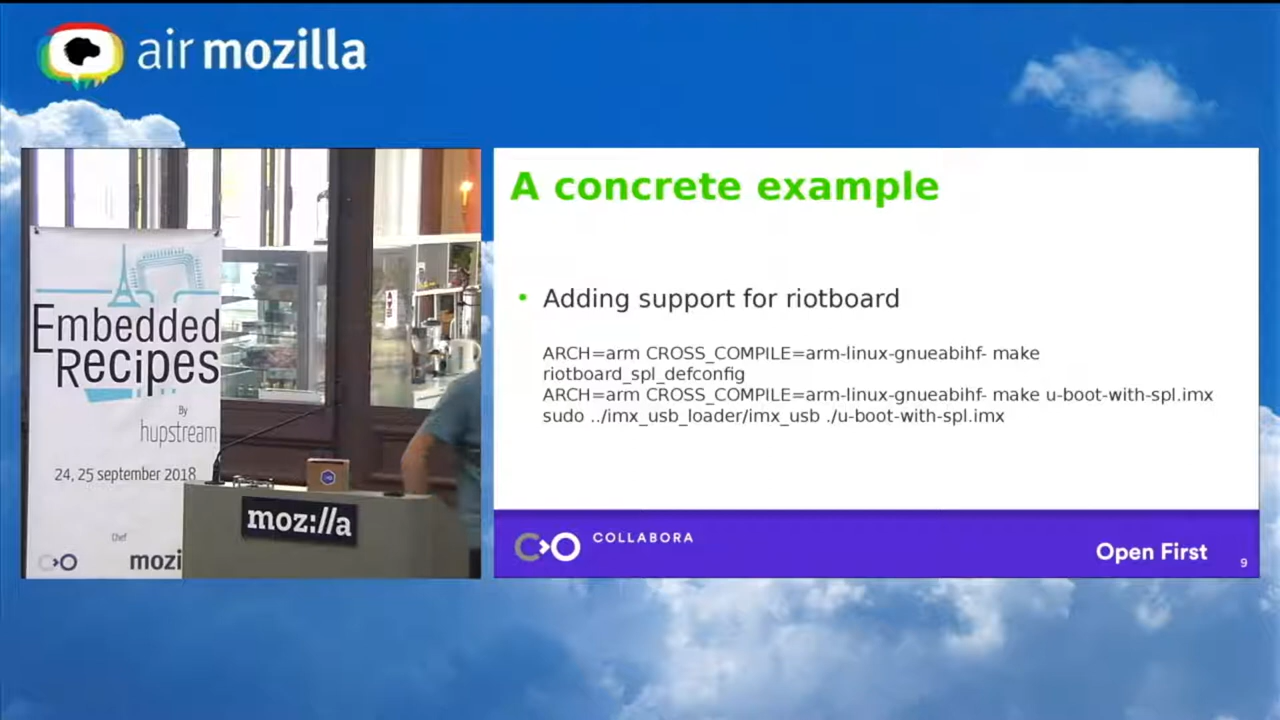 air mozilla
Embedded
Recipes
By
hupstream
24, 25 september 2018
Chef
mozi
moz://a
A concrete example
• Adding support for riotboard
ARCH=arm CROSS_COMPILE=arm-linux-gnueabihf- make
riotboard_spl_defconfig
ARCH=arm CROSS_COMPILE=arm-linux-gnueabihf- make u-boot-with-spl.imx
sudo ../imx_usb_loader/imx_usb ./u-boot-with-spl.imx
COLLABORA
Open First
9